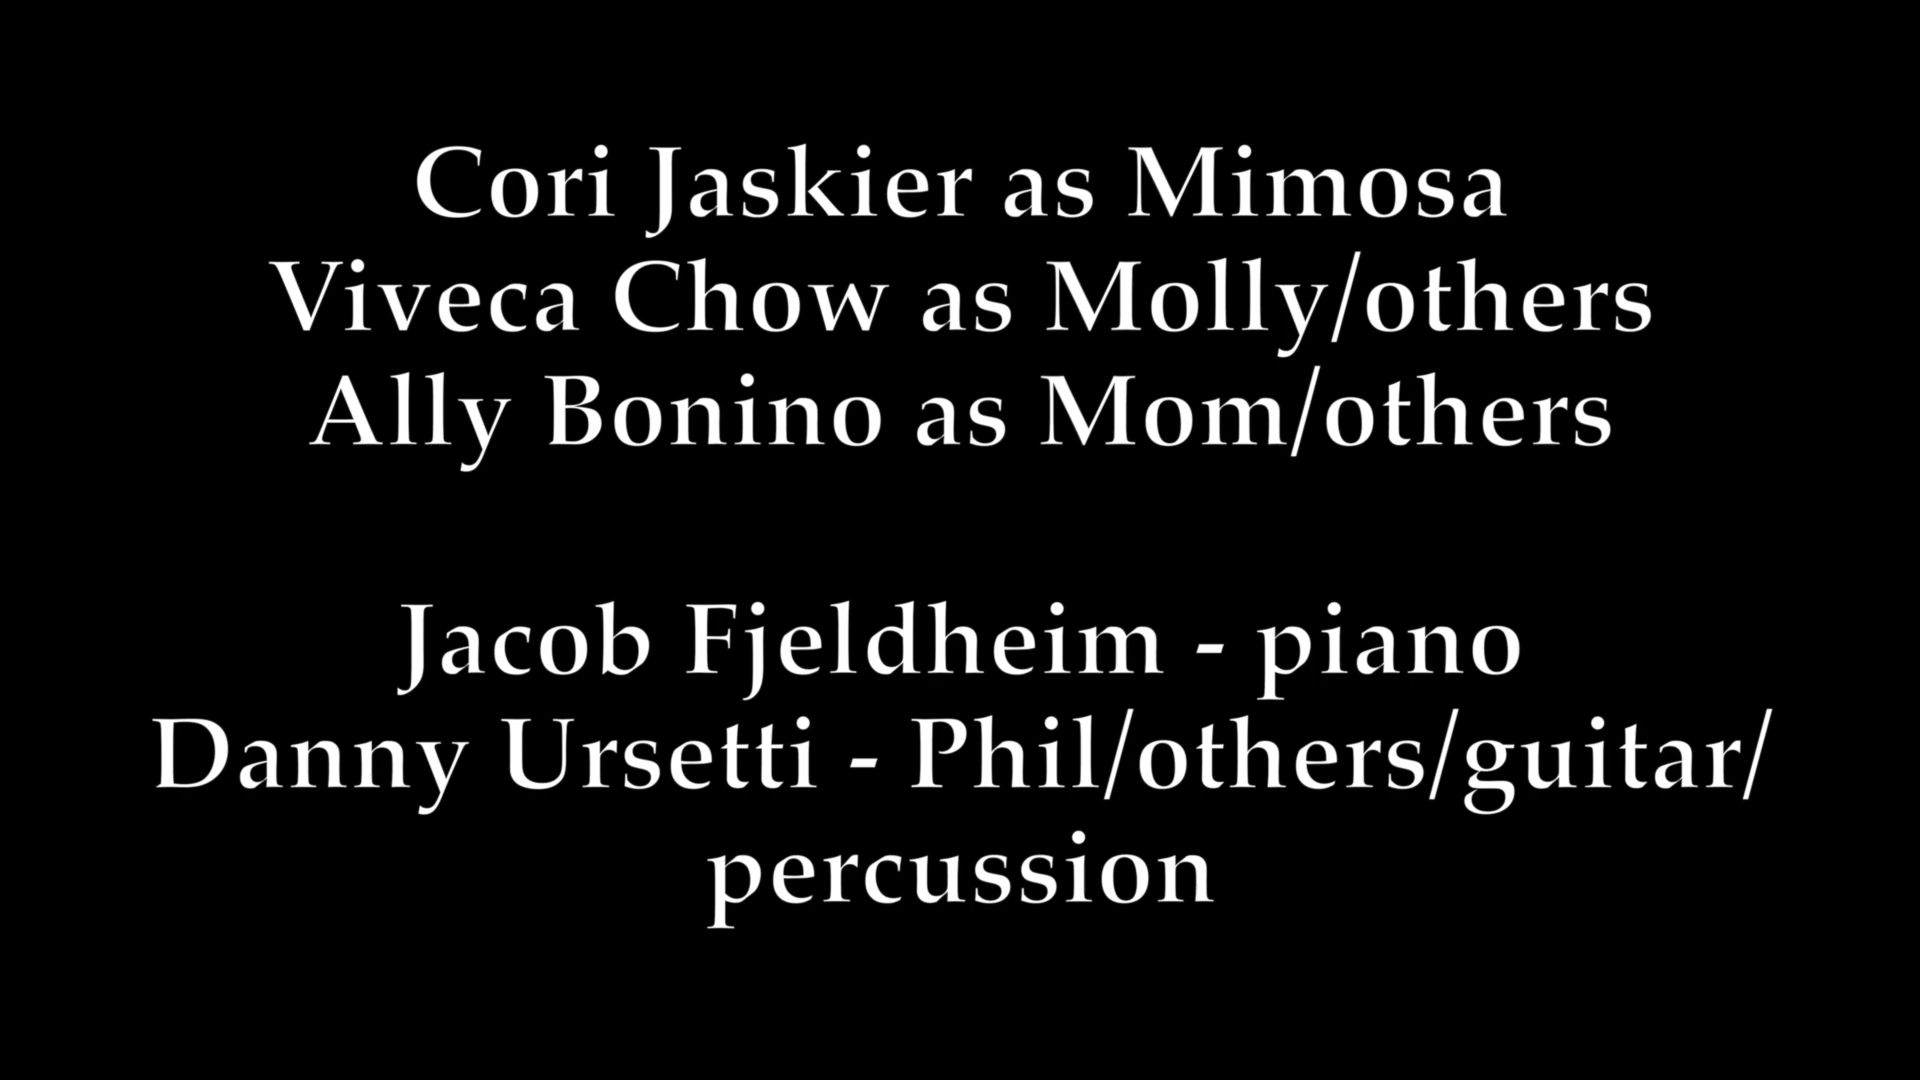 Cori Jaskier as Mimosa
Viveca Chow as Molly/others
Ally Bonino as Mom/others
Jacob Fjeldheim - piano
Danny Ursetti - Phil/others/guitar/
percussion